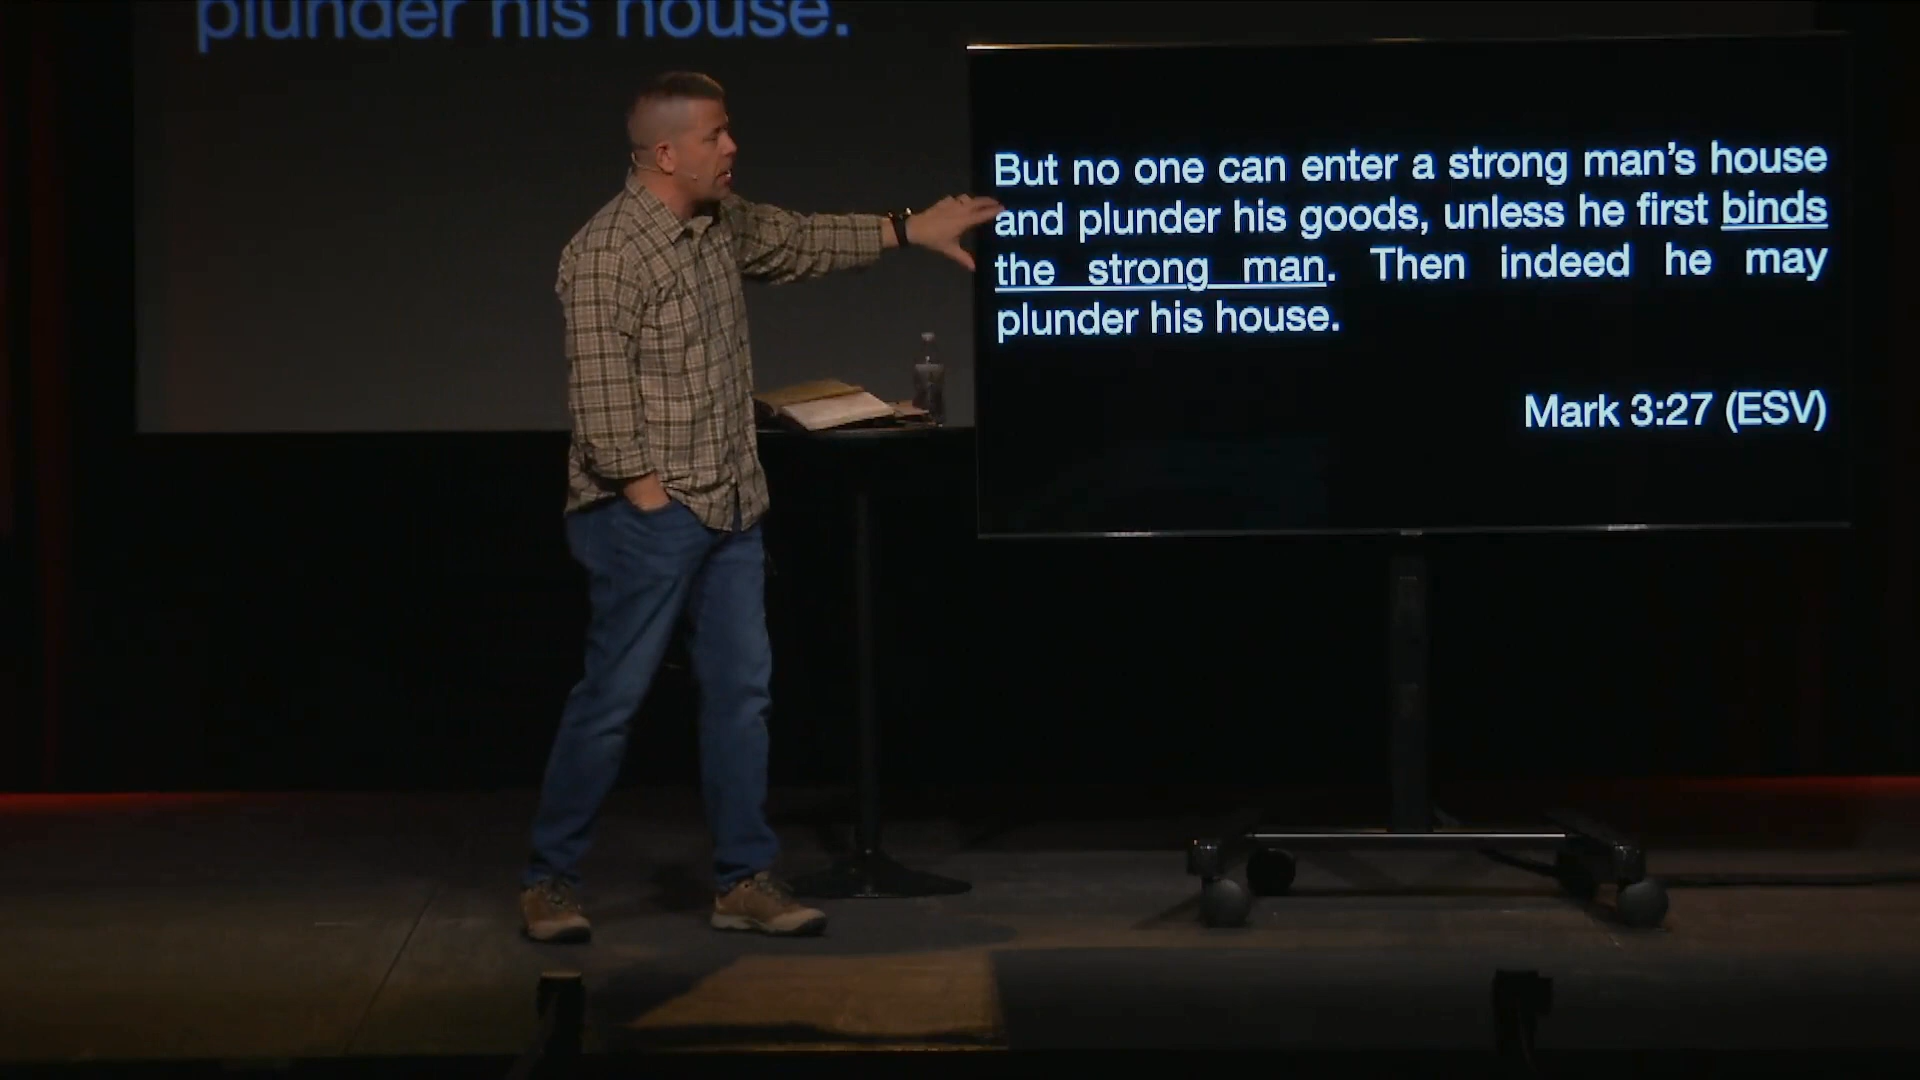 plunder his house.
But no one can enter a strong man's house
and plunder his goods, unless he first binds
the strong man. Then indeed he may
plunder his house.
Mark 3:27 (ESV)